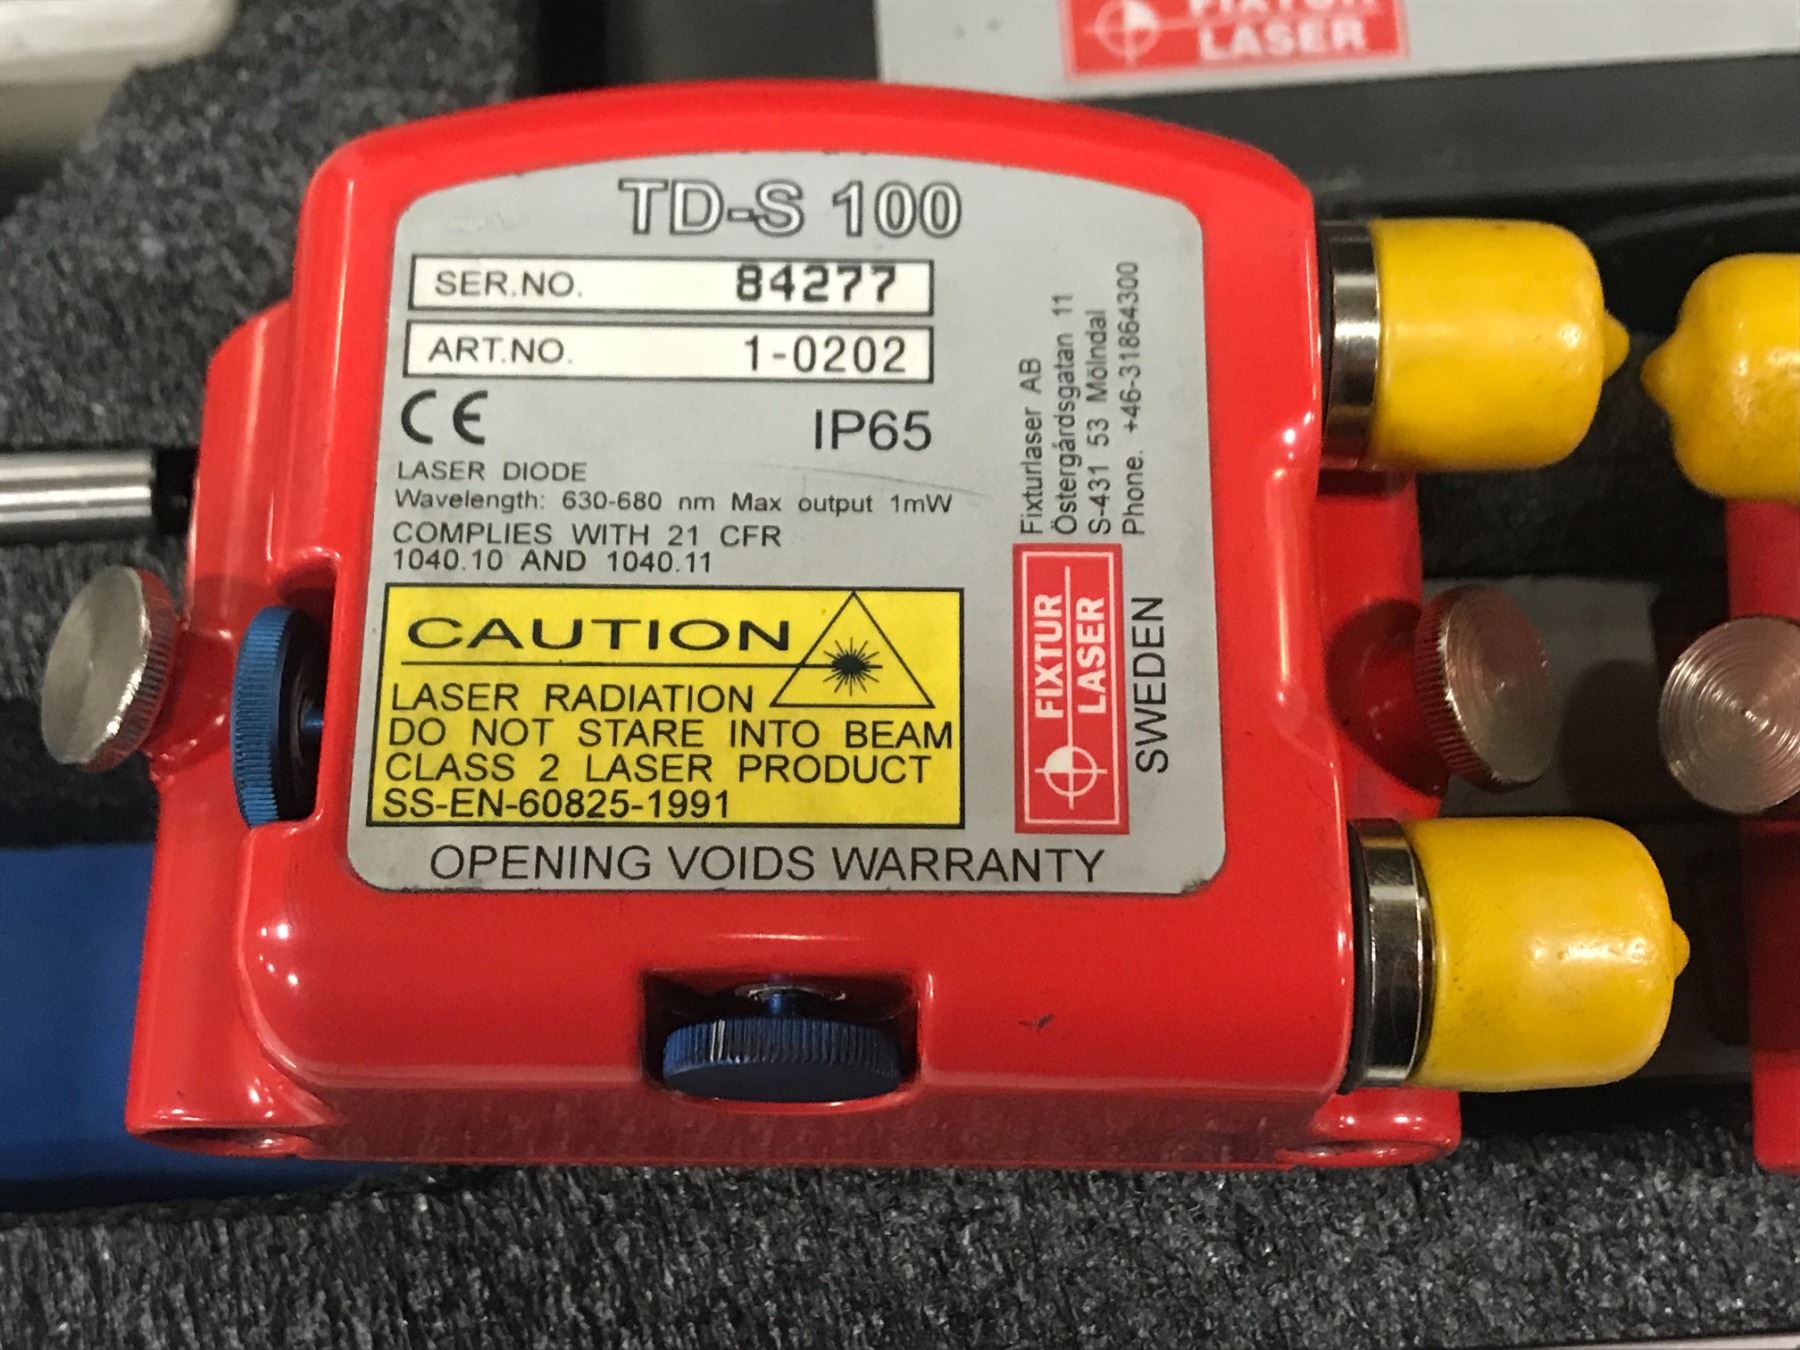 FIXTUR
LASER
TD-S 100
SER.NO. 84277
ART.NO. 1-0202
CE IP65
LASER DIODE
Wavelength: 630-680 nm Max output 1mW
COMPLIES WITH 21 CFR
1040.10 AND 1040.11
CAUTION
LASER RADIATION
DO NOT STARE INTO BEAM
CLASS 2 LASER PRODUCT
SS-EN-60825-1991
OPENING VOIDS WARRANTY
Fixturlaser AB
Östergårdsgatan 11
S-431 53 Mölndal
Phone. +46-318864300
FIXTUR
LASER
SWEDEN